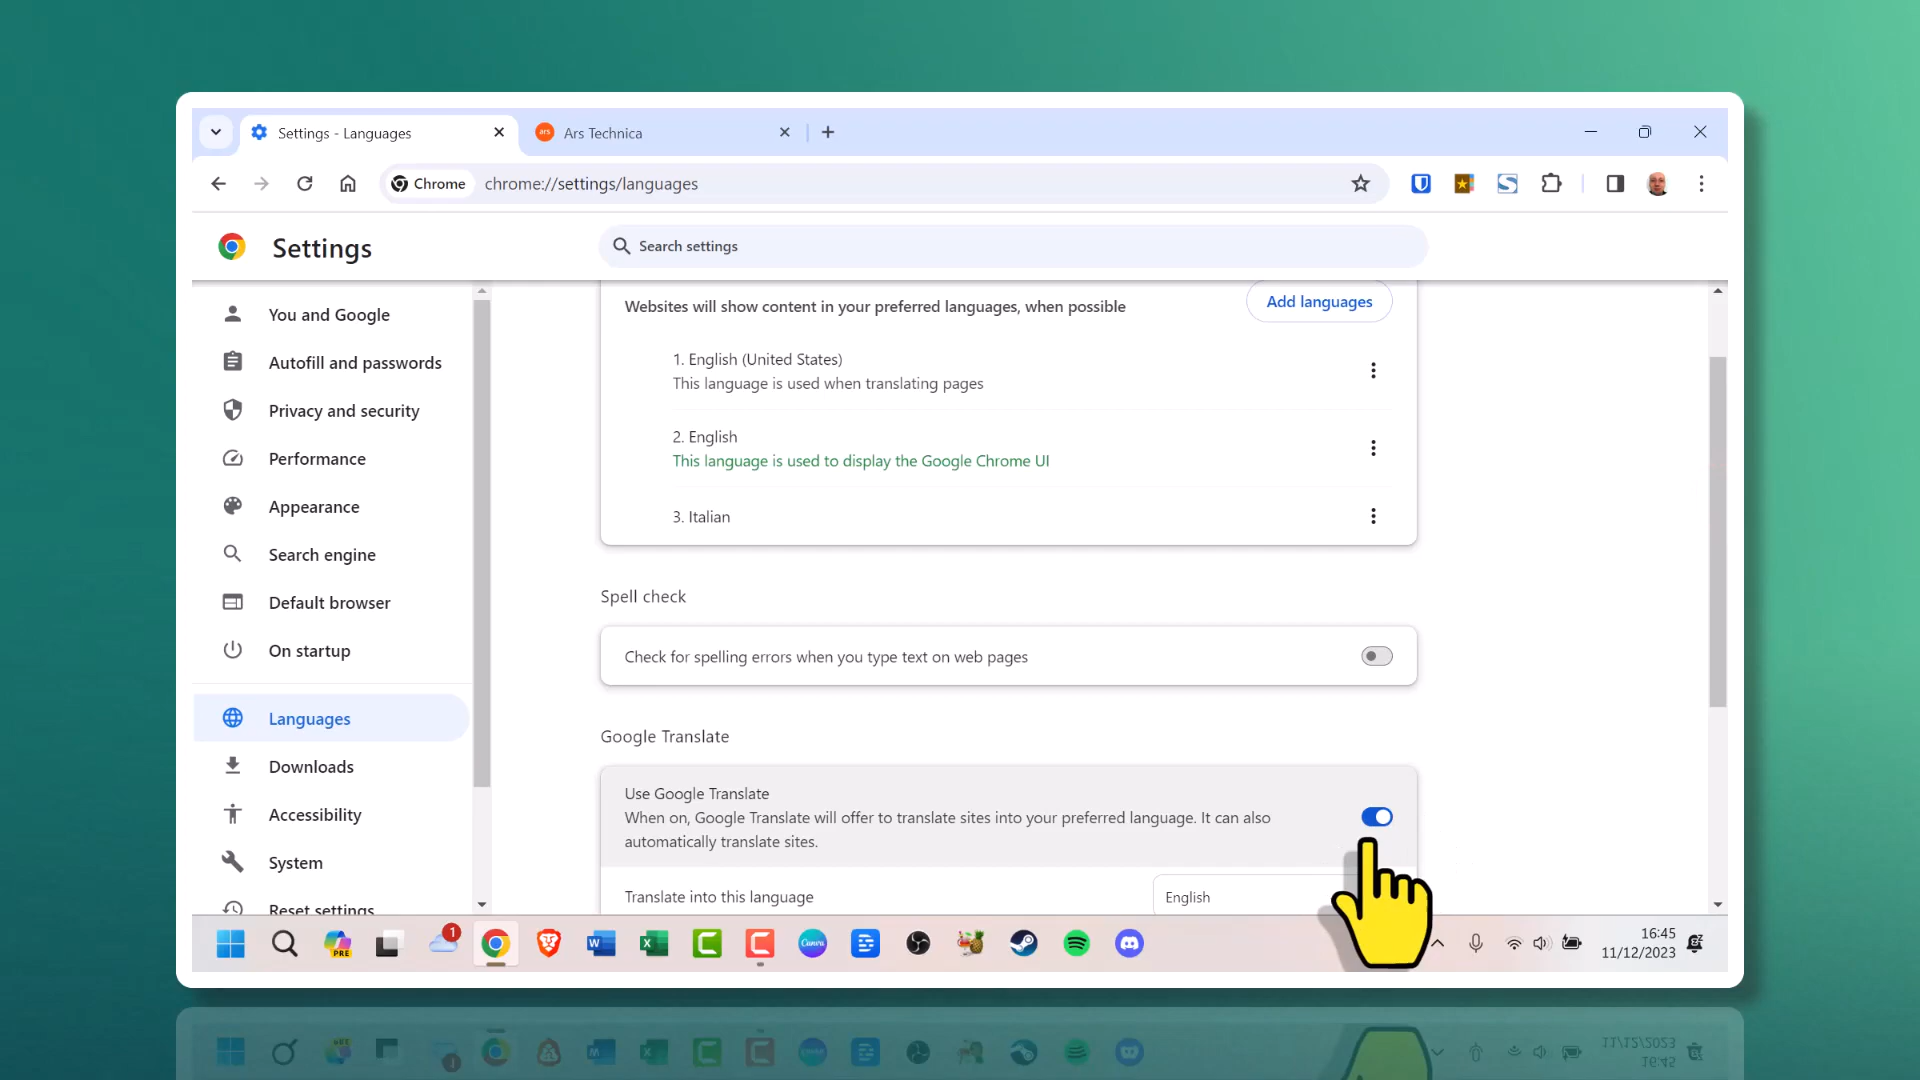 Settings - Languages
ars
Ars Technica
Chrome
chrome://settings/languages
Settings
Search settings
You and Google
Autofill and passwords
Privacy and security
Performance
Appearance
Search engine
Default browser
On startup
Languages
Downloads
Accessibility
System
Reset settings
Websites will show content in your preferred languages, when possible
Add languages
1. English (United States)
This language is used when translating pages
2. English
This language is used to display the Google Chrome UI
3. Italian
Spell check
Check for spelling errors when you type text on web pages
Google Translate
Use Google Translate
When on, Google Translate will offer to translate sites into your preferred language. It can also
automatically translate sites.
Translate into this language
English
PRE
1
W
X
Canva
16:45
11/12/2023